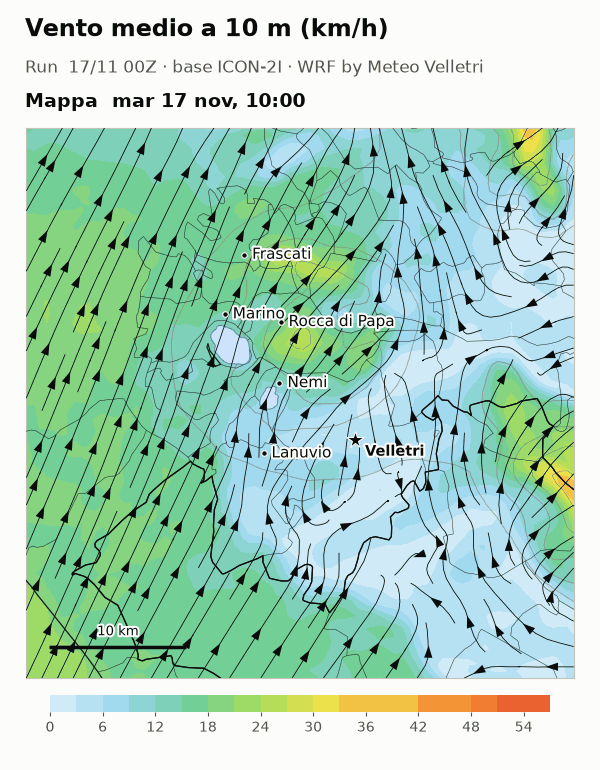 Vento medio a 10 m (km/h)
Run  17/11 00Z · base ICON-2I · WRF by Meteo Velletri
Mappa  mar 17 nov, 10:00
Frascati
Marino
Rocca di Papa
Nemi
Velletri
Lanuvio
10 km
0 6 12 18 24 30 36 42 48 54